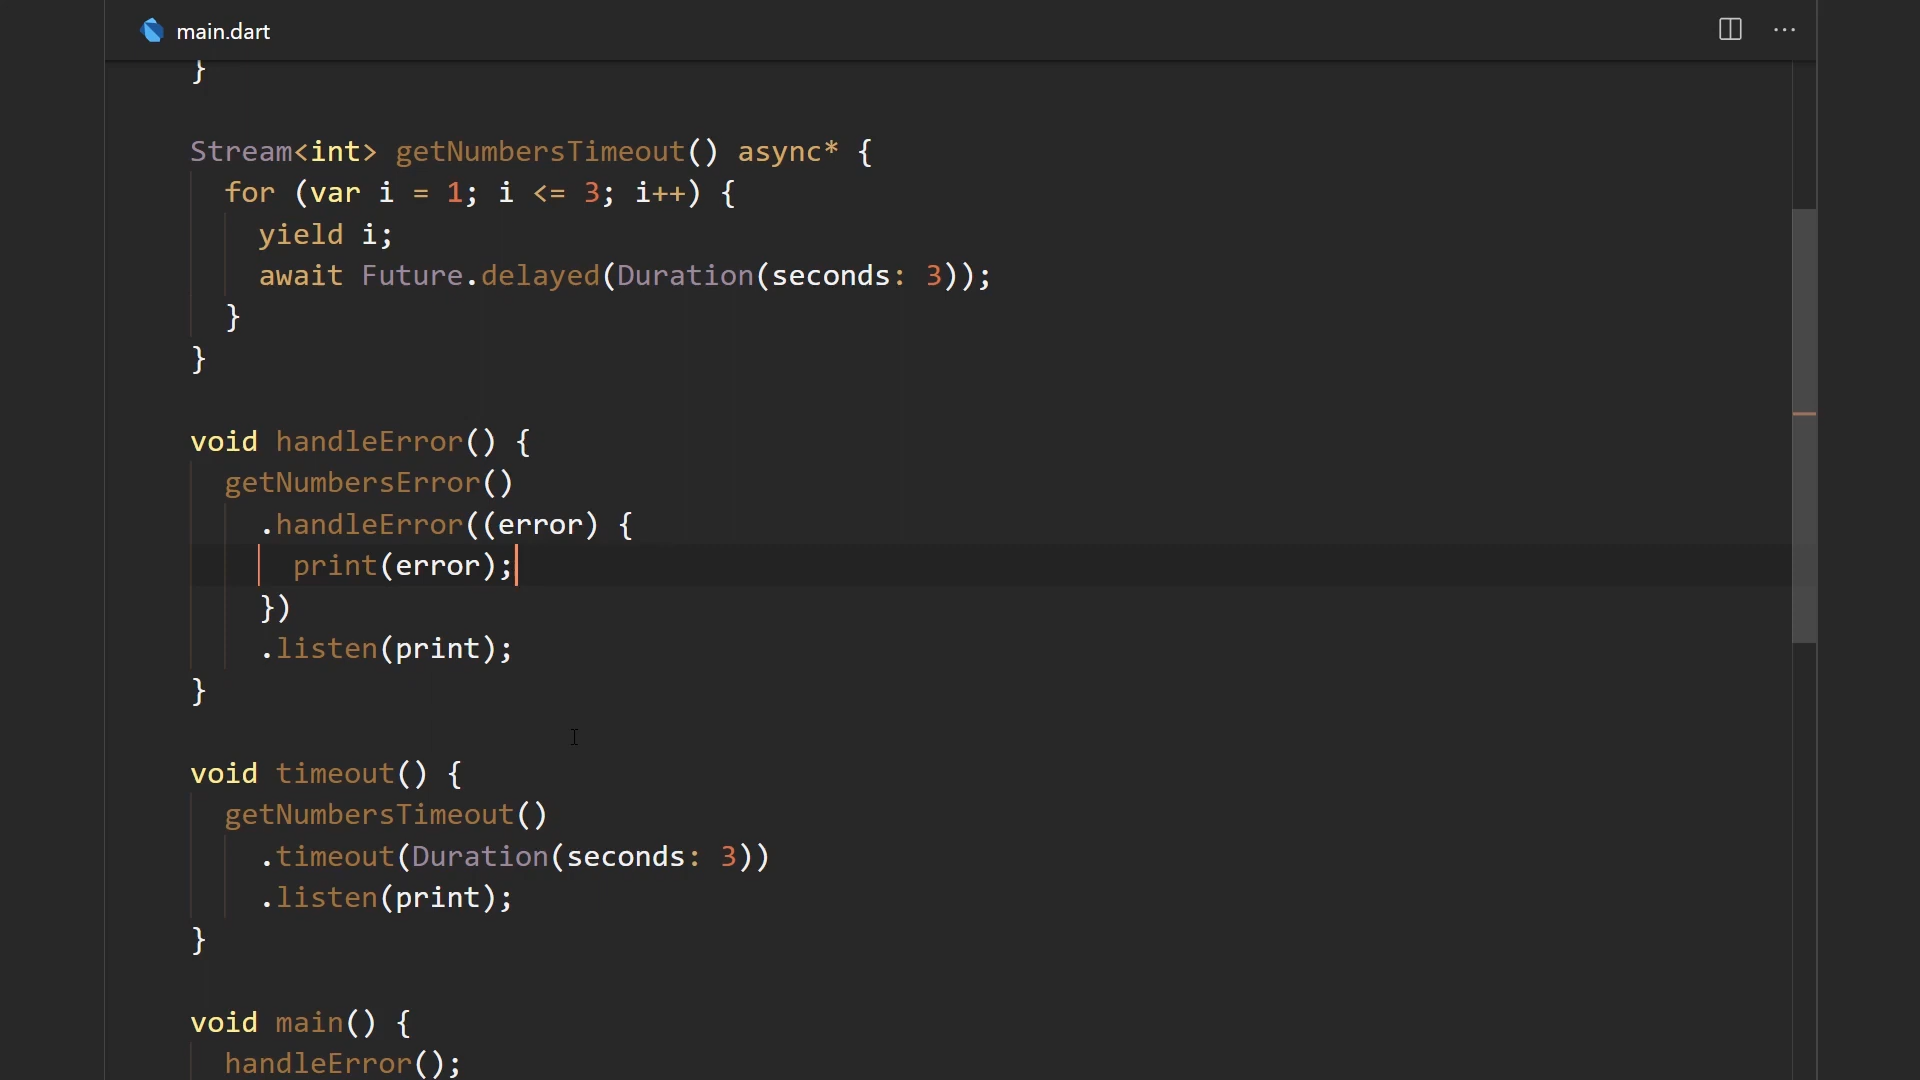 main.dart
}
Stream<int> getNumbersTimeout() async* {
for (var i = 1; i <= 3; i++) {
yield i;
await Future.delayed(Duration(seconds: 3));
}
}
void handleError() {
getNumbersError()
.handleError((error) {
print(error);
})
.listen(print);
}
void timeout() {
getNumbersTimeout()
.timeout(Duration(seconds: 3))
.listen(print);
}
void main() {
handleError();